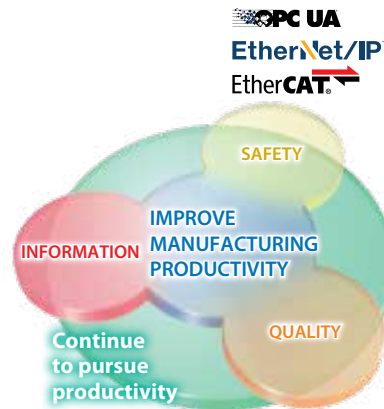 OPC UA
EtherNet/IP
EtherCAT®
SAFETY
IMPROVE
MANUFACTURING
PRODUCTIVITY
INFORMATION
QUALITY
Continue
to pursue
productivity